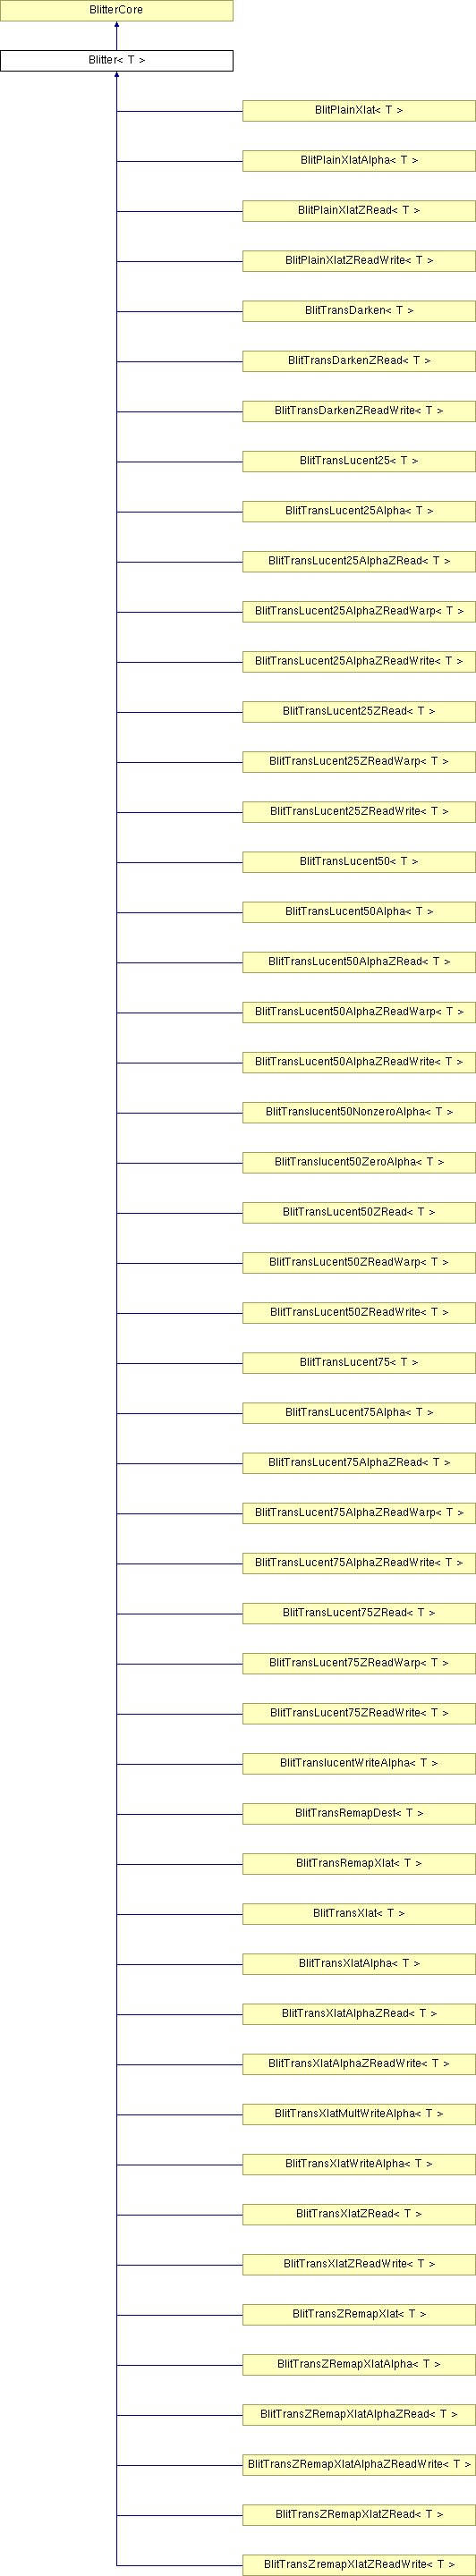 BlitterCore
Blitter< T >
BlitPlainXlat< T >
BlitPlainXlatAlpha< T >
BlitPlainXlatZRead< T >
BlitPlainXlatZReadWrite< T >
BlitTransDarken< T >
BlitTransDarkenZRead< T >
BlitTransDarkenZReadWrite< T >
BlitTransLucent25< T >
BlitTransLucent25Alpha< T >
BlitTransLucent25AlphaZRead< T >
BlitTransLucent25AlphaZReadWarp< T >
BlitTransLucent25AlphaZReadWrite< T >
BlitTransLucent25ZRead< T >
BlitTransLucent25ZReadWarp< T >
BlitTransLucent25ZReadWrite< T >
BlitTransLucent50< T >
BlitTransLucent50Alpha< T >
BlitTransLucent50AlphaZRead< T >
BlitTransLucent50AlphaZReadWarp< T >
BlitTransLucent50AlphaZReadWrite< T >
BlitTranslucent50NonzeroAlpha< T >
BlitTranslucent50ZeroAlpha< T >
BlitTransLucent50ZRead< T >
BlitTransLucent50ZReadWarp< T >
BlitTransLucent50ZReadWrite< T >
BlitTransLucent75< T >
BlitTransLucent75Alpha< T >
BlitTransLucent75AlphaZRead< T >
BlitTransLucent75AlphaZReadWarp< T >
BlitTransLucent75AlphaZReadWrite< T >
BlitTransLucent75ZRead< T >
BlitTransLucent75ZReadWarp< T >
BlitTransLucent75ZReadWrite< T >
BlitTranslucentWriteAlpha< T >
BlitTransRemapDest< T >
BlitTransRemapXlat< T >
BlitTransXlat< T >
BlitTransXlatAlpha< T >
BlitTransXlatAlphaZRead< T >
BlitTransXlatAlphaZReadWrite< T >
BlitTransXlatMultWriteAlpha< T >
BlitTransXlatWriteAlpha< T >
BlitTransXlatZRead< T >
BlitTransXlatZReadWrite< T >
BlitTransZRemapXlat< T >
BlitTransZRemapXlatAlpha< T >
BlitTransZRemapXlatAlphaZRead< T >
BlitTransZRemapXlatAlphaZReadWrite< T >
BlitTransZRemapXlatZRead< T >
BlitTransZremapXlatZReadWrite< T >